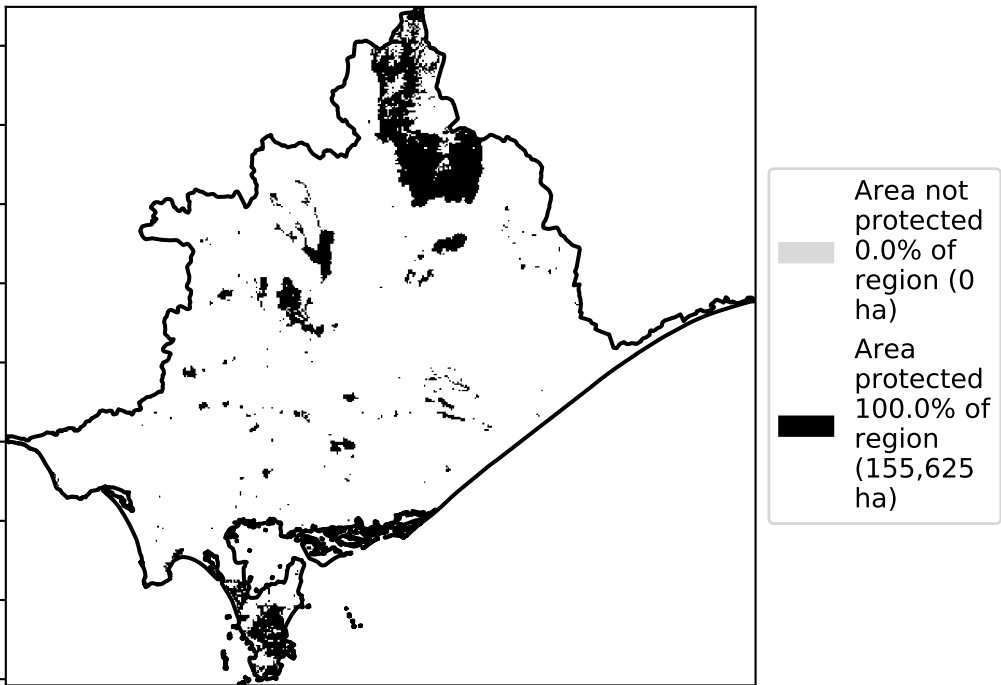 Area not
protected
0.0% of
region (0
ha)
Area
protected
100.0% of
region
(155,625
ha)